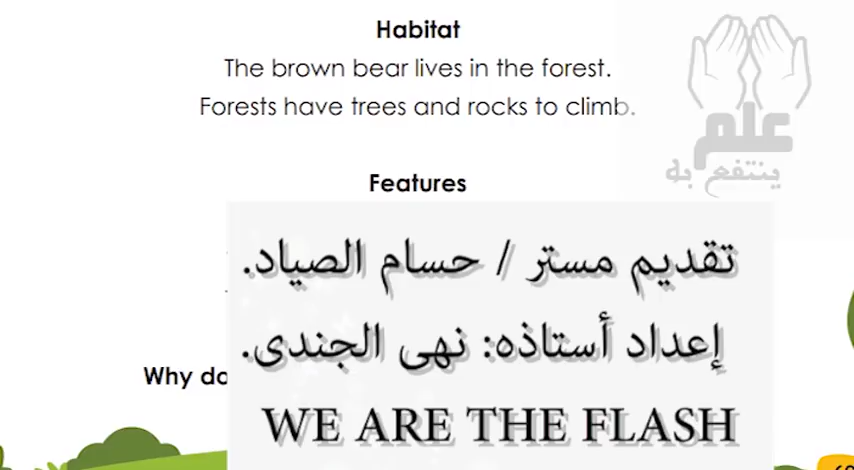 Habitat
The brown bear lives in the forest.
Forests have trees and rocks to climb.
علم
ينتفع به
Features
تقديم مستر / حسام الصياد.
إعداد أستاذه: نهى الجندى.
Why do
WE ARE THE FLASH